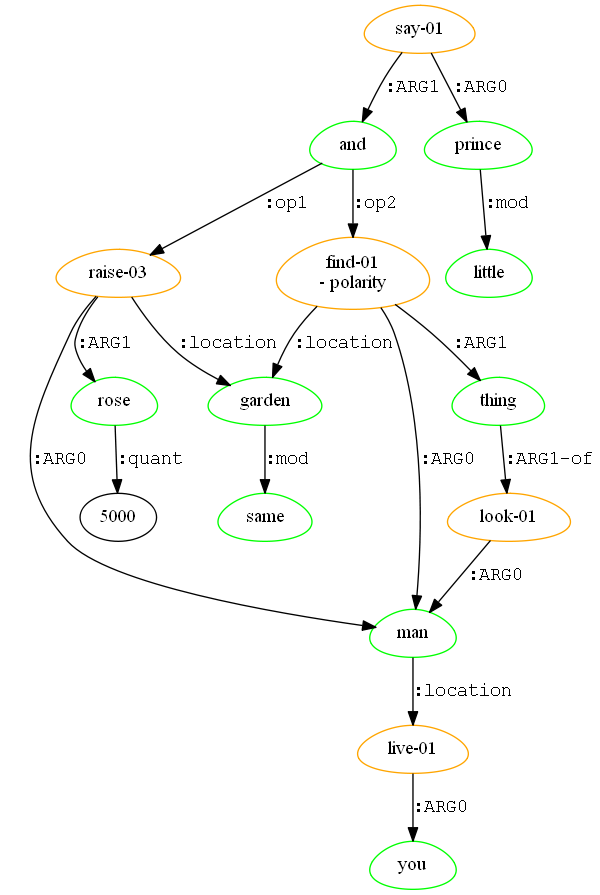 say-01
:ARG1 :ARG0
and prince
:op1 :op2 :mod
raise-03 find-01 little
- polarity
:ARG1 :location :location :ARG1
rose garden thing
:ARG0 :quant :mod :ARG0 :ARG1-of
5000 same look-01
:ARG0
man
:location
live-01
:ARG0
you